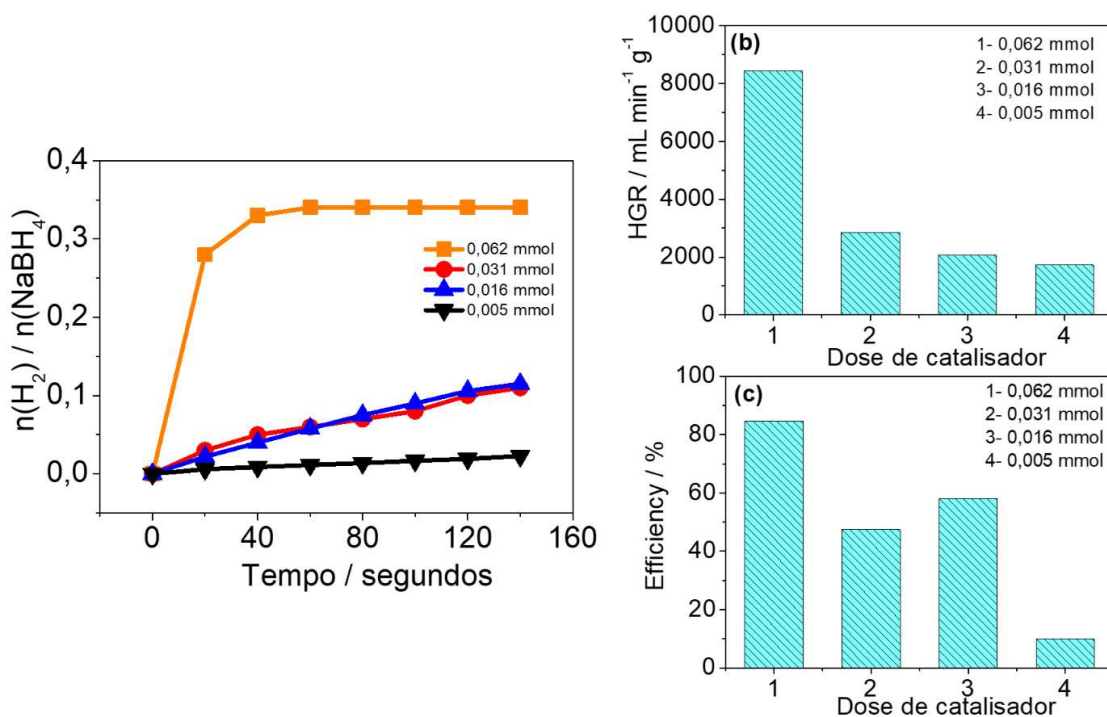 0,4
0,3
0,2
0,1
0,0
n(H₂) / n(NaBH₄)
0,062 mmol
0,031 mmol
0,016 mmol
0,005 mmol
0 40 80 120 160
Tempo / segundos
(b)
1- 0,062 mmol
2- 0,031 mmol
3- 0,016 mmol
4- 0,005 mmol
10000
8000
6000
4000
2000
0
HGR / mL min⁻¹ g⁻¹
1 2 3 4
Dose de catalisador
(c)
1- 0,062 mmol
2- 0,031 mmol
3- 0,016 mmol
4- 0,005 mmol
100
80
60
40
20
0
Efficiency / %
1 2 3 4
Dose de catalisador